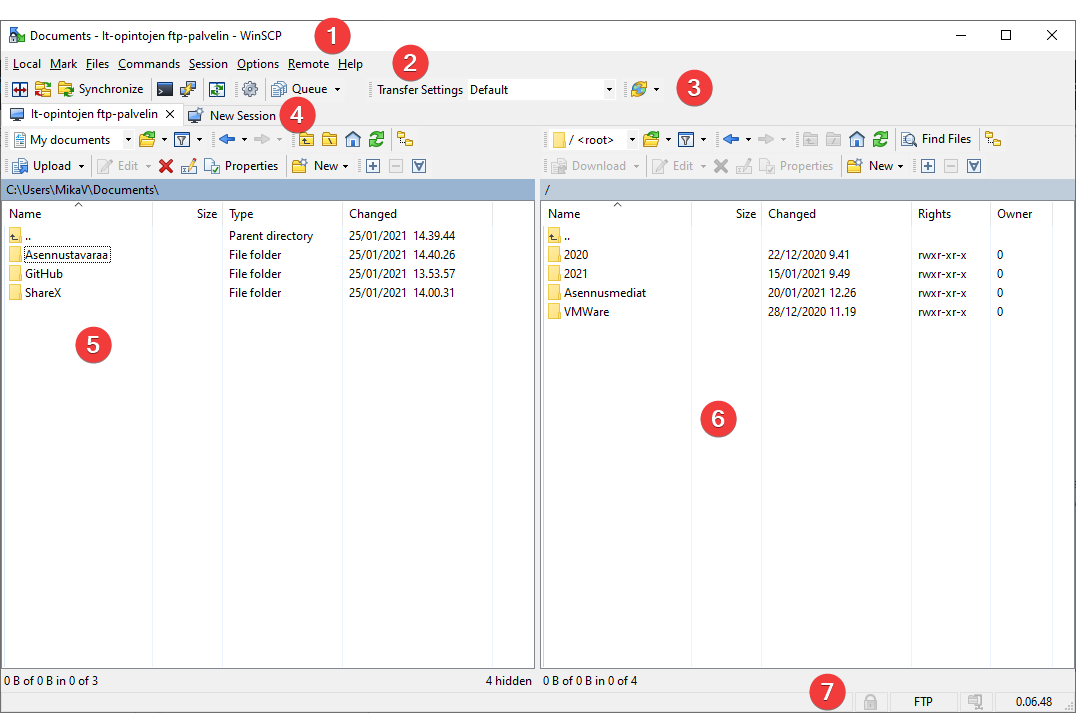 Documents - It-opintojen ftp-palvelin - WinSCP
1
Local Mark Files Commands Session Options Remote Help
2
Synchronize Queue Transfer Settings Default
3
It-opintojen ftp-palvelin New Session
4
My documents / <root> Find Files
Upload Edit Properties New Download Edit Properties New
C:\Users\MikaV\Documents\ /
Name Size Type Changed Name Size Changed Rights Owner
.. Parent directory 25/01/2021 14.39.44 ..
Asennustavaraa File folder 25/01/2021 14.40.26 2020 22/12/2020 9.41 rwxr-xr-x 0
GitHub File folder 25/01/2021 13.53.57 2021 15/01/2021 9.49 rwxr-xr-x 0
ShareX File folder 25/01/2021 14.00.31 Asennusmediat 20/01/2021 12.26 rwxr-xr-x 0
VMWare 28/12/2020 11.19 rwxr-xr-x 0
5
6
0 B of 0 B in 0 of 3 4 hidden 0 B of 0 B in 0 of 4
7
FTP 0.06.48